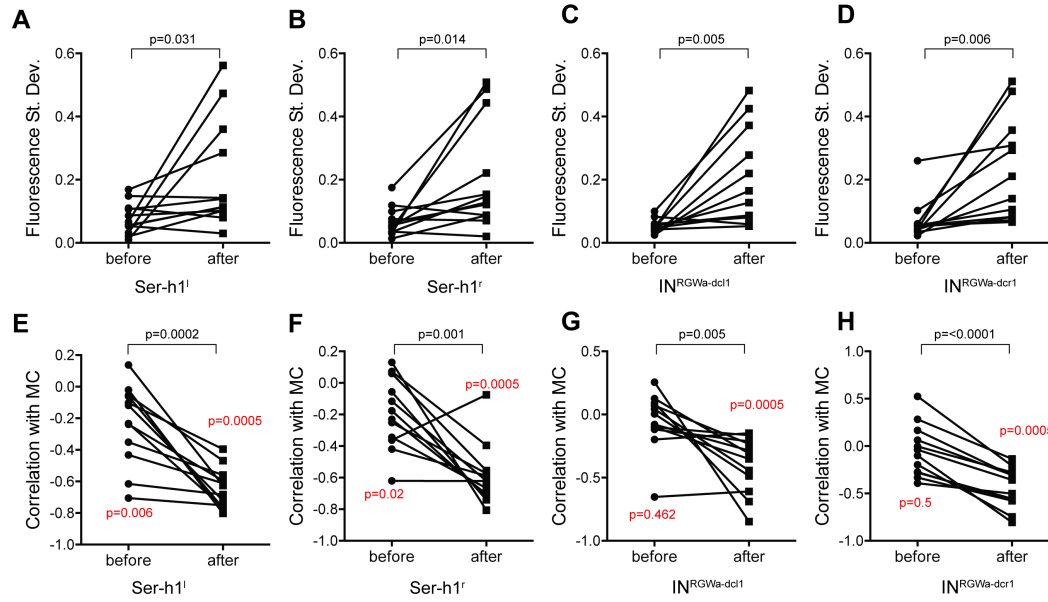 A
p=0.031
Fluorescence St. Dev.
0.6
0.4
0.2
0.0
before
after
Ser-h1ˡ
B
p=0.014
Fluorescence St. Dev.
0.6
0.4
0.2
0.0
before
after
Ser-h1ʳ
C
p=0.005
Fluorescence St. Dev.
0.6
0.4
0.2
0.0
before
after
INRGWa-dcl1
D
p=0.006
Fluorescence St. Dev.
0.6
0.4
0.2
0.0
before
after
INRGWa-dcr1
E
p=0.0002
Correlation with MC
0.2
0.0
-0.2
-0.4
-0.6
-0.8
-1.0
p=0.0005
p=0.006
before
after
Ser-h1ˡ
F
p=0.001
Correlation with MC
0.2
0.0
-0.2
-0.4
-0.6
-0.8
-1.0
p=0.0005
p=0.02
before
after
Ser-h1ʳ
G
p=0.005
Correlation with MC
0.5
0.0
-0.5
-1.0
p=0.0005
p=0.462
before
after
INRGWa-dcl1
H
p=<0.0001
Correlation with MC
1.0
0.5
0.0
-0.5
-1.0
p=0.0005
p=0.5
before
after
INRGWa-dcr1